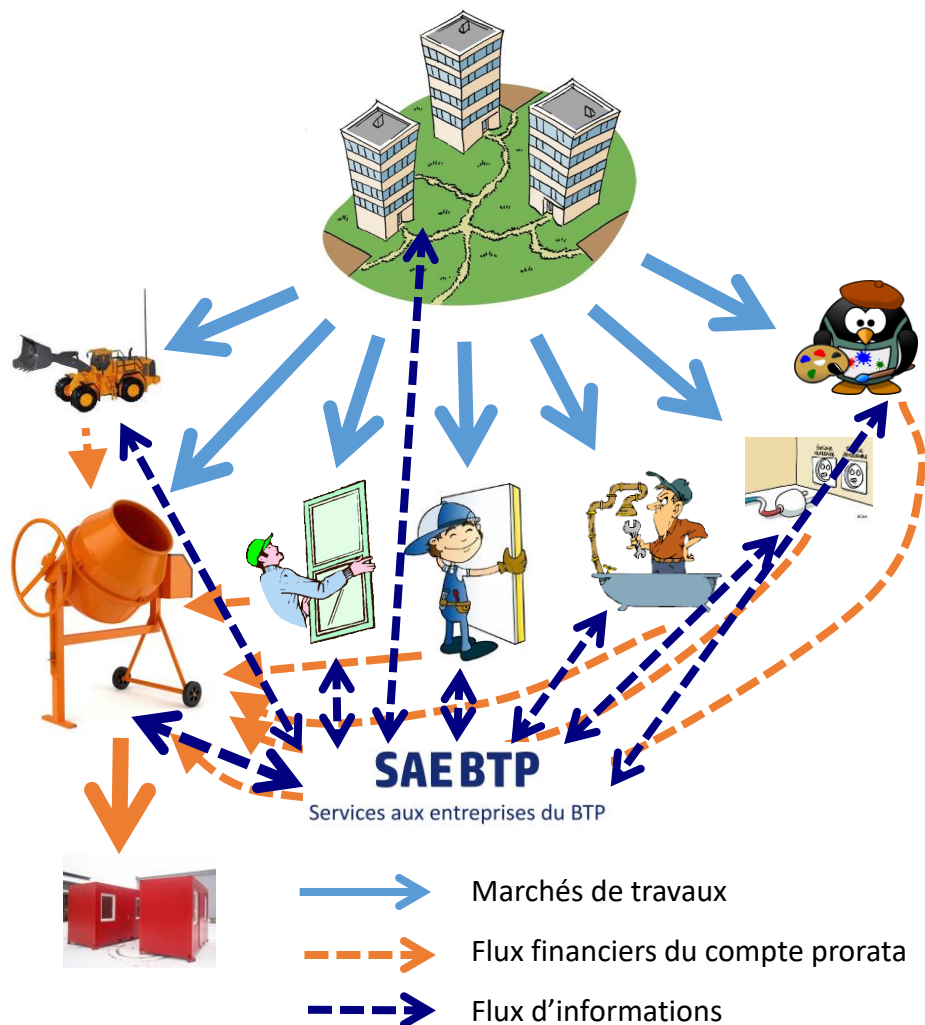 SAEBTP
Services aux entreprises du BTP
Marchés de travaux
Flux financiers du compte prorata
Flux d’informations